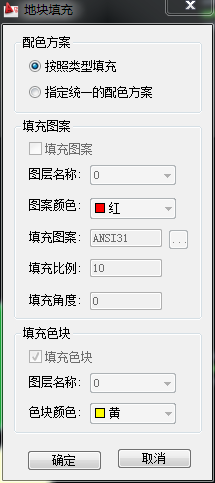 地块填充
配色方案
按照类型填充
指定统一的配色方案
填充图案
填充图案
图层名称: 0
图案颜色: 红
填充图案: ANSI31 ...
填充比例: 10
填充角度: 0
填充色块
填充色块
图层名称: 0
色块颜色: 黄
确定 取消